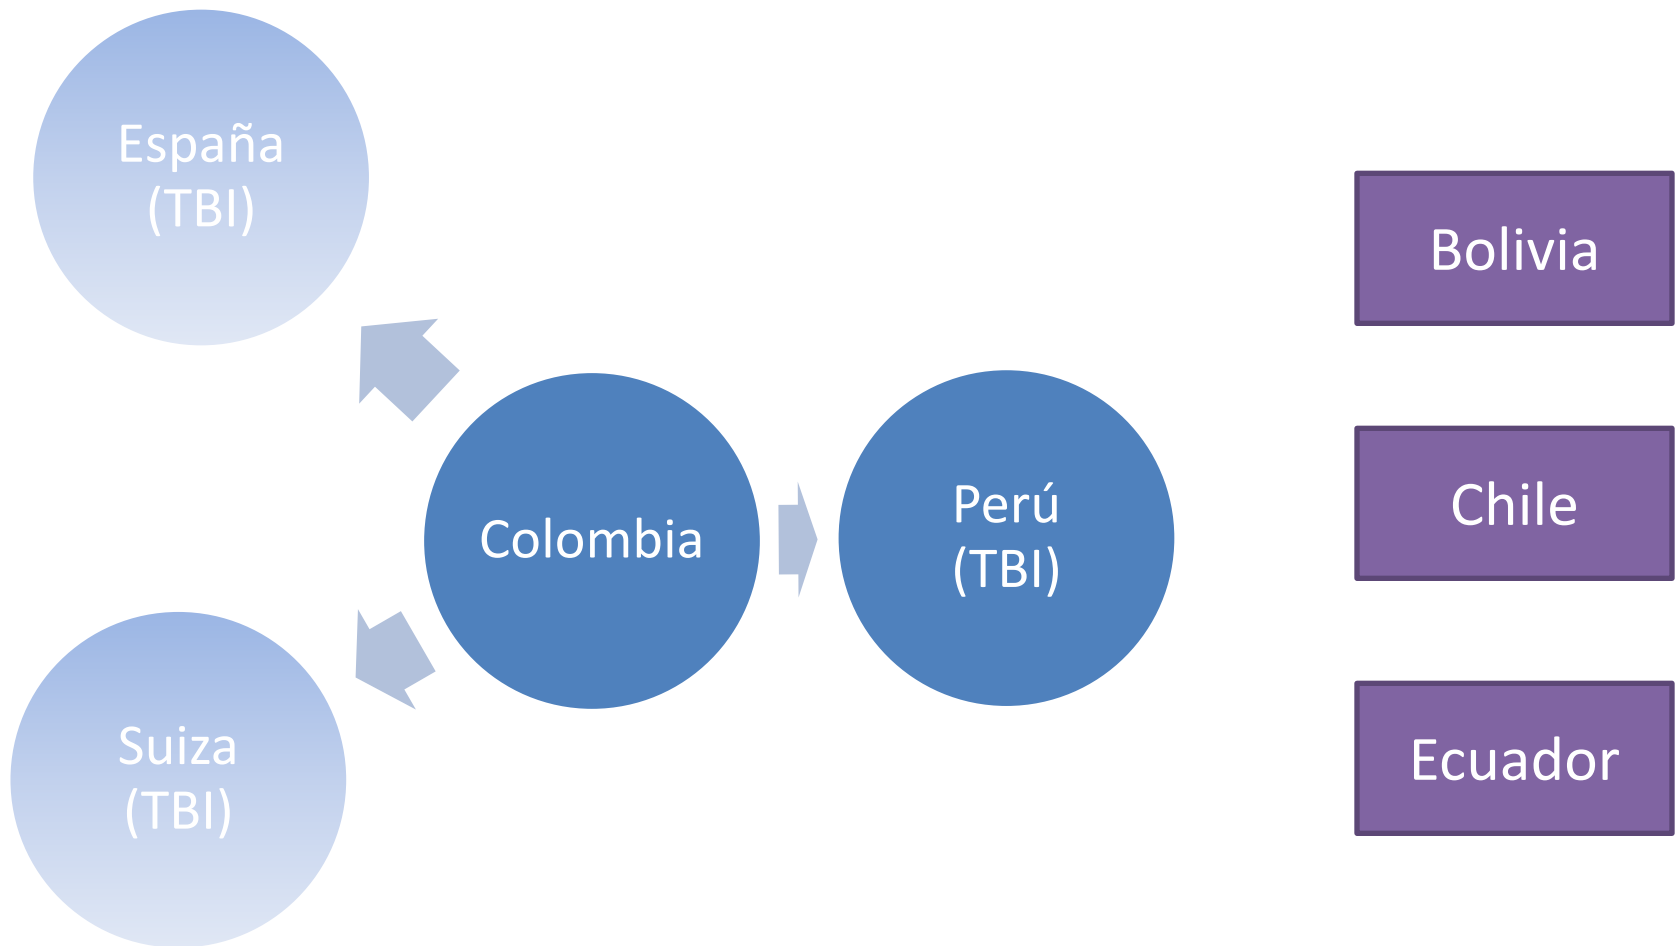 España
(TBI)
Bolivia
Colombia
Perú
(TBI)
Chile
Suiza
(TBI)
Ecuador